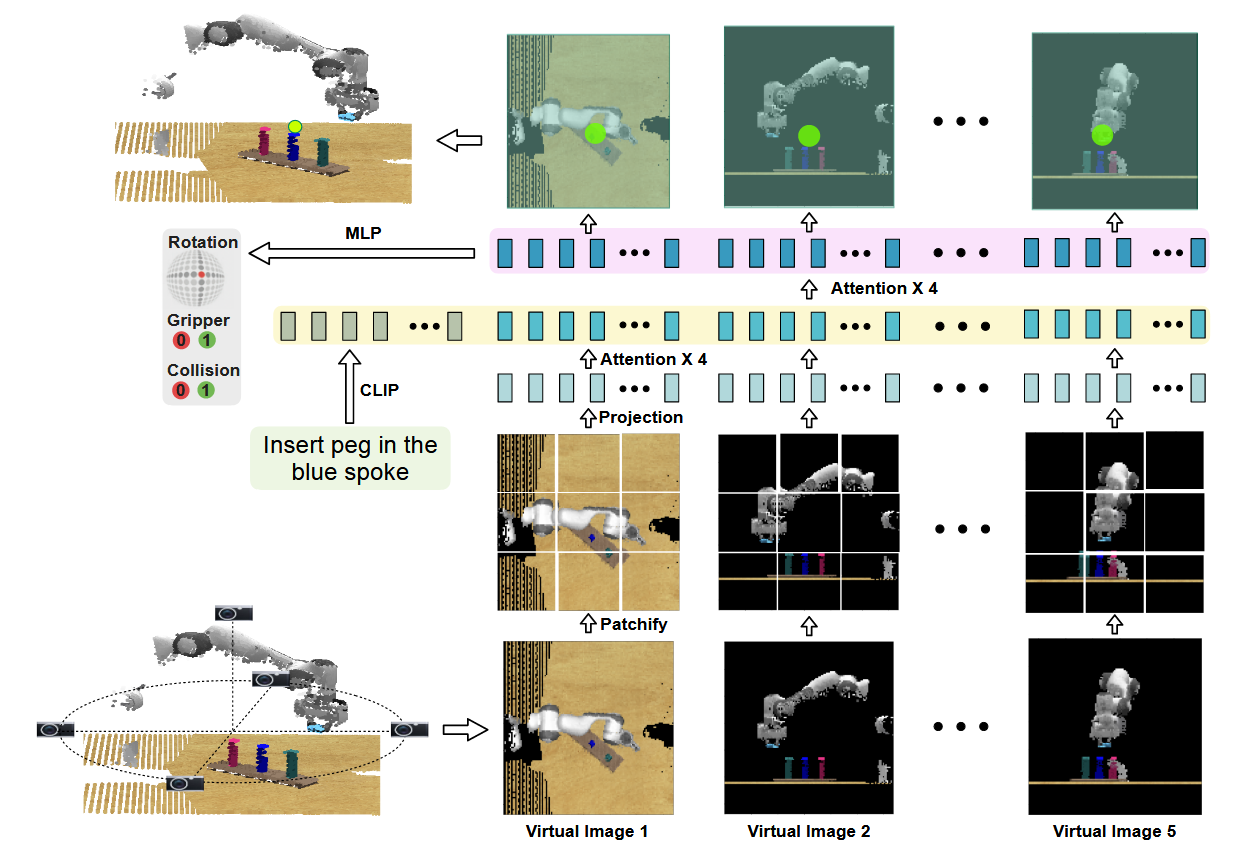 MLP
Rotation
Gripper
0 1
Collision
0 1
Attention X 4
Attention X 4
CLIP
Projection
Insert peg in the
blue spoke
Patchify
Virtual Image 1
Virtual Image 2
Virtual Image 5